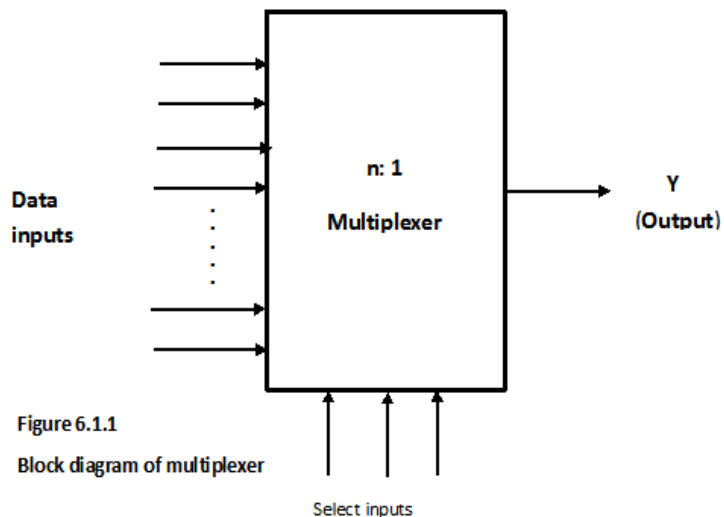 n: 1
Multiplexer
Data
inputs
Y
(Output)
Figure 6.1.1
Block diagram of multiplexer
Select inputs